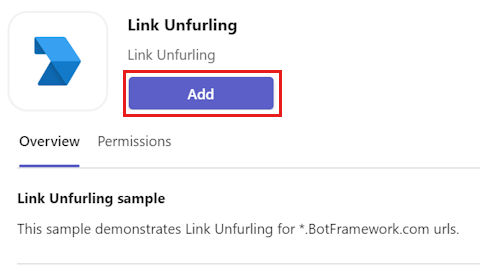 Link Unfurling
Link Unfurling
Add
Overview Permissions
Link Unfurling sample
This sample demonstrates Link Unfurling for *.BotFramework.com urls.